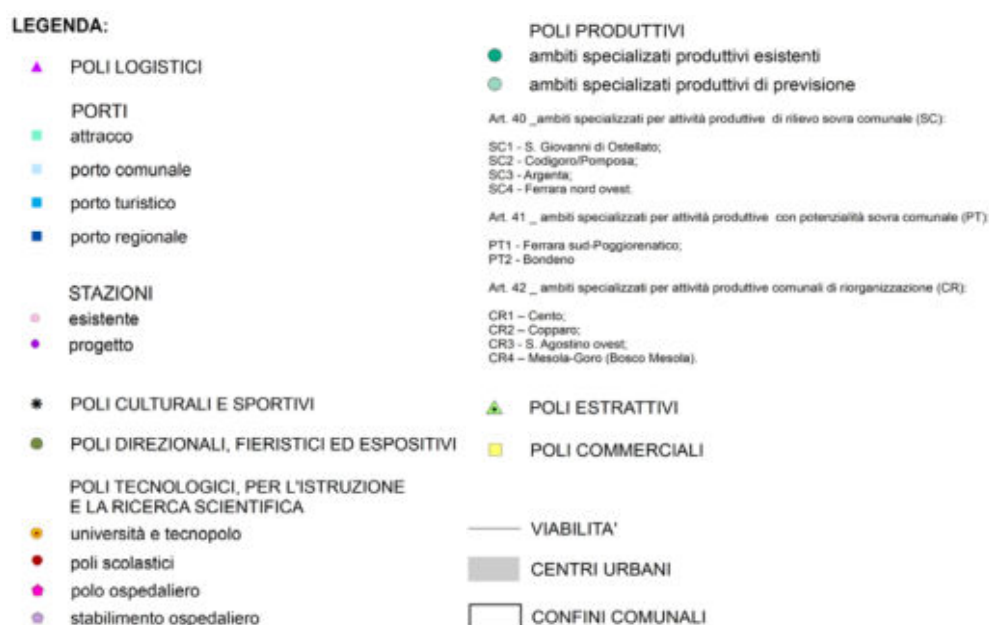 LEGENDA:
POLI LOGISTICI
PORTI
attracco
porto comunale
porto turistico
porto regionale
STAZIONI
esistente
progetto
POLI CULTURALI E SPORTIVI
POLI DIREZIONALI, FIERISTICI ED ESPOSITIVI
POLI TECNOLOGICI, PER L'ISTRUZIONE
E LA RICERCA SCIENTIFICA
università e tecnopolo
poli scolastici
polo ospedaliero
stabilimento ospedaliero
POLI PRODUTTIVI
ambiti specializzati produttivi esistenti
ambiti specializzati produttivi di previsione
Art. 40 _ambiti specializzati per attività produttive di rilievo sovra comunale (SC):
SC1 - S. Giovanni di Ostellato;
SC2 - Codigoro/Pomposa;
SC3 - Argenta;
SC4 - Ferrara nord ovest.
Art. 41 _ ambiti specializzati per attività produttive con potenzialità sovra comunale (PT):
PT1 - Ferrara sud-Poggiorenatico;
PT2 - Bondeno
Art. 42 _ ambiti specializzati per attività produttive comunali di riorganizzazione (CR):
CR1 – Cento;
CR2 – Copparo;
CR3 - S. Agostino ovest;
CR4 – Mesola-Goro (Bosco Mesola).
POLI ESTRATTIVI
POLI COMMERCIALI
VIABILITA'
CENTRI URBANI
CONFINI COMUNALI